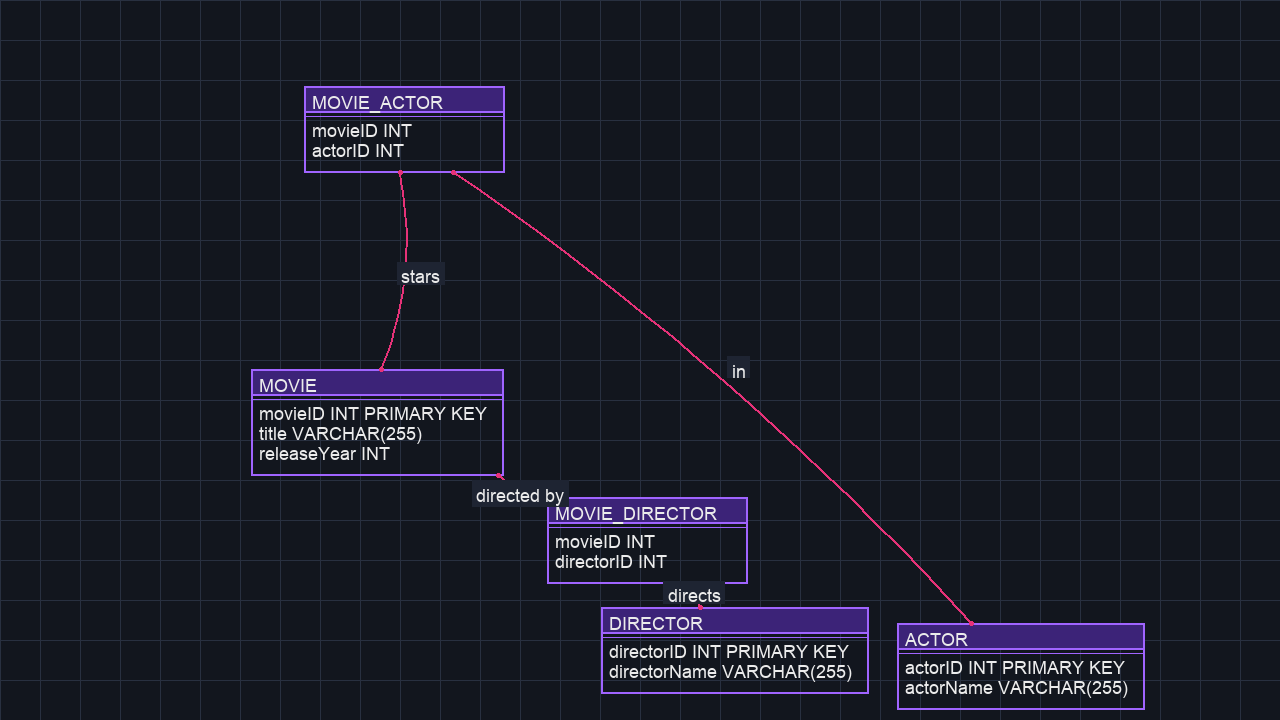 MOVIE_ACTOR
movieID INT
actorID INT
stars
in
MOVIE
movieID INT PRIMARY KEY
title VARCHAR(255)
releaseYear INT
directed by
MOVIE_DIRECTOR
movieID INT
directorID INT
directs
DIRECTOR
directorID INT PRIMARY KEY
directorName VARCHAR(255)
ACTOR
actorID INT PRIMARY KEY
actorName VARCHAR(255)